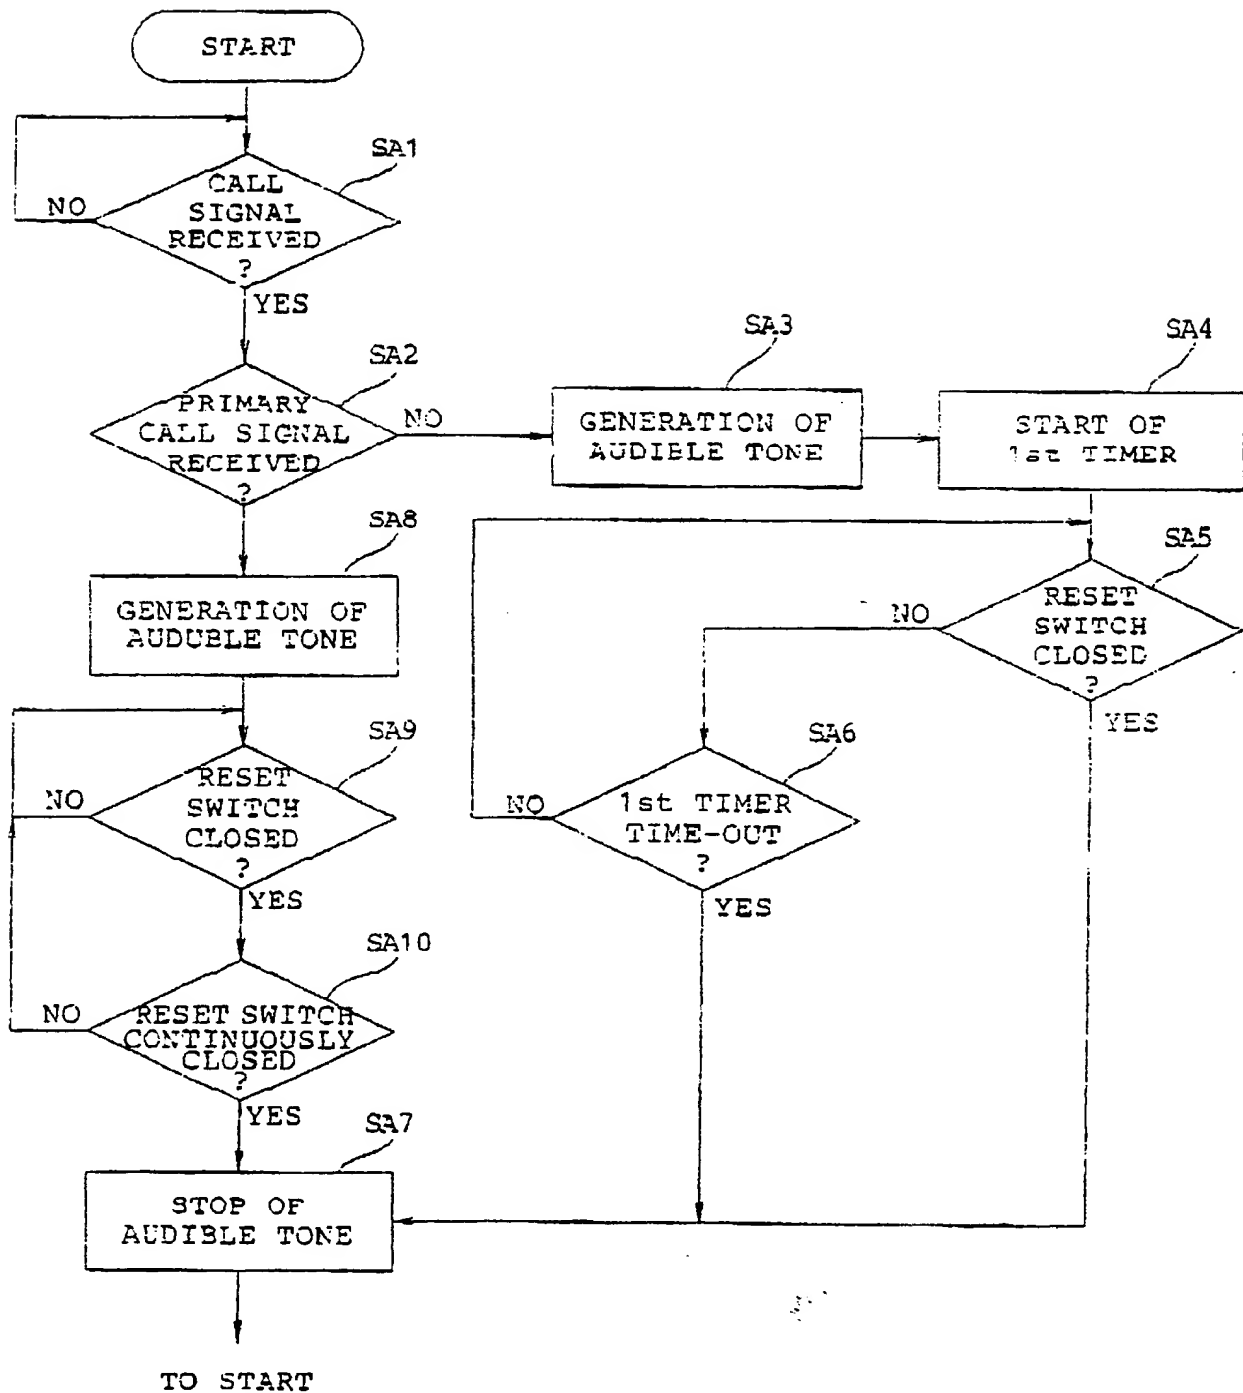 START
SA1
CALL
SIGNAL
RECEIVED
?
NO
YES
SA2
PRIMARY
CALL SIGNAL
RECEIVED
?
NO
SA3
GENERATION OF
AUDIBLE TONE
SA4
START OF
1st TIMER
SA5
RESET
SWITCH
CLOSED
?
NO
YES
SA6
1st TIMER
TIME-OUT
?
NO
YES
SA8
GENERATION OF
AUDUBLE TONE
SA9
RESET
SWITCH
CLOSED
?
NO
YES
SA10
RESET SWITCH
CONTINUOUSLY
CLOSED
?
NO
YES
SA7
STOP OF
AUDIBLE TONE
TO START